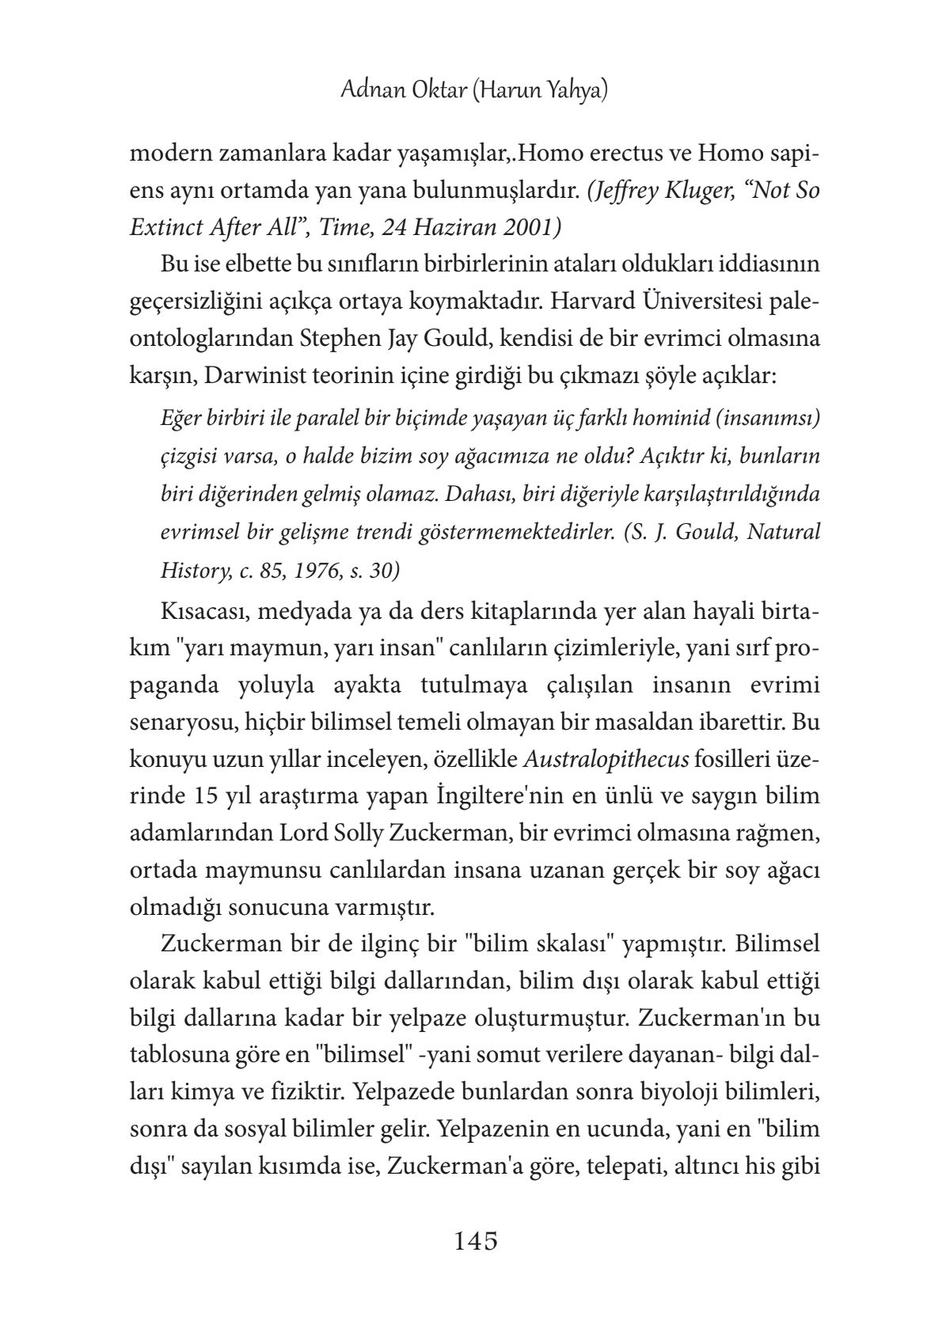 Adnan Oktar (Harun Yahya)
modern zamanlara kadar yaşamışlar,.Homo erectus ve Homo sapi-
ens aynı ortamda yan yana bulunmuşlardır. (Jeffrey Kluger, “Not So
Extinct After All”, Time, 24 Haziran 2001)
Bu ise elbette bu sınıfların birbirlerinin ataları oldukları iddiasının
geçersizliğini açıkça ortaya koymaktadır. Harvard Üniversitesi pale-
ontologlarından Stephen Jay Gould, kendisi de bir evrimci olmasına
karşın, Darwinist teorinin içine girdiği bu çıkmazı şöyle açıklar:
Eğer birbiri ile paralel bir biçimde yaşayan üç farklı hominid (insanımsı)
çizgisi varsa, o halde bizim soy ağacımıza ne oldu? Açıktır ki, bunların
biri diğerinden gelmiş olamaz. Dahası, biri diğeriyle karşılaştırıldığında
evrimsel bir gelişme trendi göstermemektedirler. (S. J. Gould, Natural
History, c. 85, 1976, s. 30)
Kısacası, medyada ya da ders kitaplarında yer alan hayali birta-
kım "yarı maymun, yarı insan" canlıların çizimleriyle, yani sırf pro-
paganda yoluyla ayakta tutulmaya çalışılan insanın evrimi
senaryosu, hiçbir bilimsel temeli olmayan bir masaldan ibarettir. Bu
konuyu uzun yıllar inceleyen, özellikle Australopithecus fosilleri üze-
rinde 15 yıl araştırma yapan İngiltere'nin en ünlü ve saygın bilim
adamlarından Lord Solly Zuckerman, bir evrimci olmasına rağmen,
ortada maymunsu canlılardan insana uzanan gerçek bir soy ağacı
olmadığı sonucuna varmıştır.
Zuckerman bir de ilginç bir "bilim skalası" yapmıştır. Bilimsel
olarak kabul ettiği bilgi dallarından, bilim dışı olarak kabul ettiği
bilgi dallarına kadar bir yelpaze oluşturmuştur. Zuckerman'ın bu
tablosuna göre en "bilimsel" -yani somut verilere dayanan- bilgi dal-
ları kimya ve fiziktir. Yelpazede bunlardan sonra biyoloji bilimleri,
sonra da sosyal bilimler gelir. Yelpazenin en ucunda, yani en "bilim
dışı" sayılan kısımda ise, Zuckerman'a göre, telepati, altıncı his gibi
145